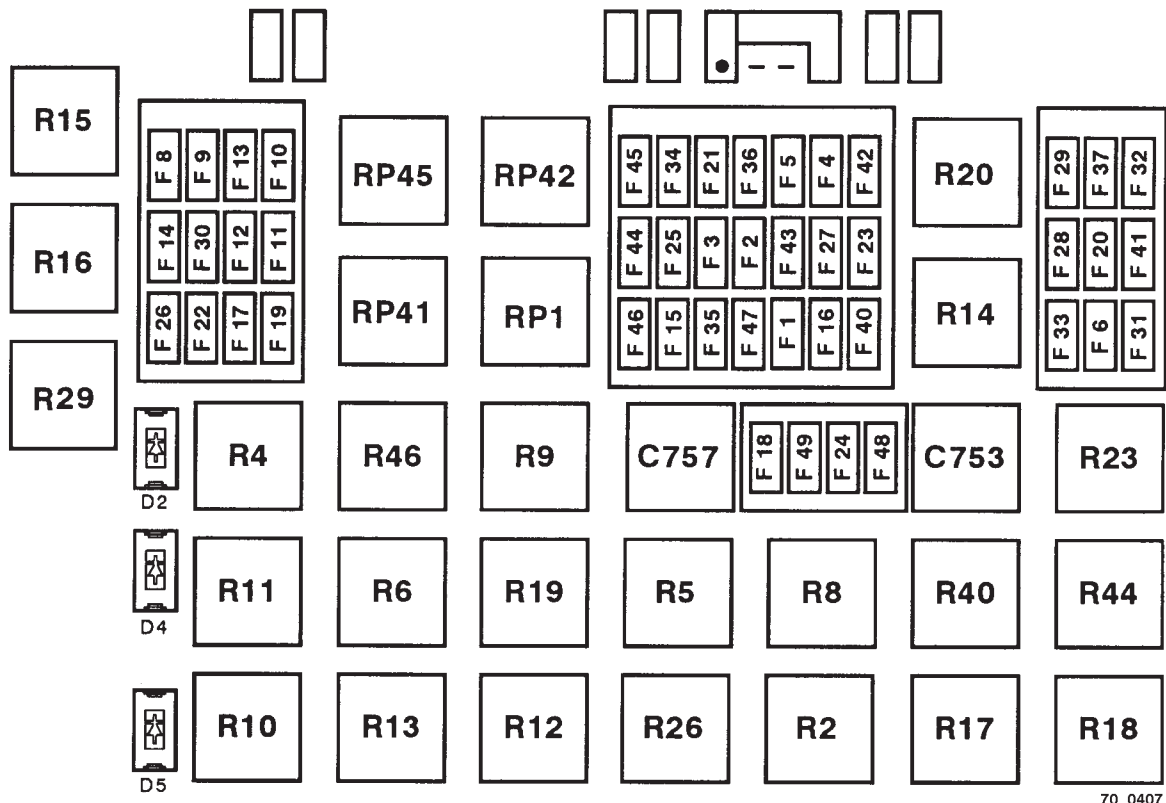 R15
F 8 F 9 F 13 F 10
RP45 RP42
F 45 F 34 F 21 F 36 F 5 F 4 F 42
R20
F 29 F 37 F 32
R16
F 14 F 30 F 12 F 11
F 44 F 25 F 3 F 2 F 43 F 27 F 23
F 28 F 20 F 41
RP41 RP1
R14
F 26 F 22 F 17 F 19
F 46 F 15 F 35 F 47 F 1 F 16 F 40
F 33 F 6 F 31
R29
R4 R46 R9 C757 F 18 F 49 F 24 F 48 C753 R23
D2
R11 R6 R19 R5 R8 R40 R44
D4
R10 R13 R12 R26 R2 R17 R18
D5
70_0407